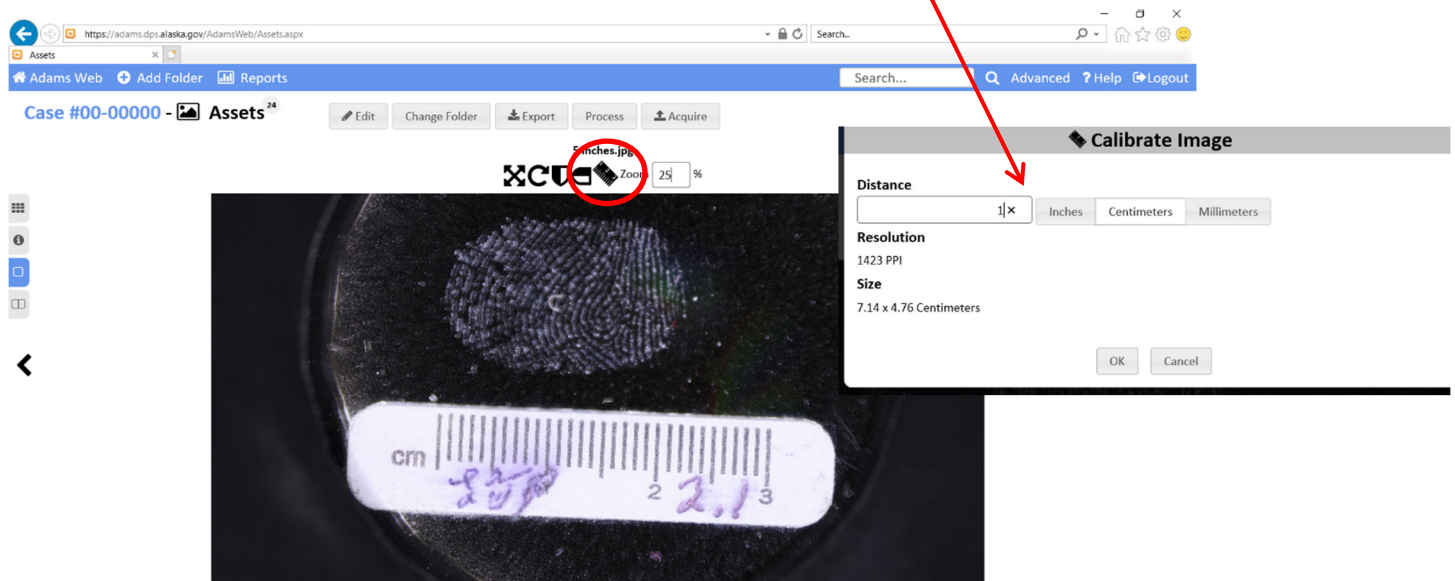 https://adams.dps.alaska.gov/AdamsWeb/Assets.aspx
Search...
Assets
Adams Web Add Folder Reports
Search... Advanced ? Help Logout
Case #00-00000 - Assets 24
Edit Change Folder Export Process Acquire
inches.jpg
Zoom 25 %
Calibrate Image
Distance
1 × Inches Centimeters Millimeters
Resolution
1423 PPI
Size
7.14 x 4.76 Centimeters
OK Cancel
cm
2 2.1 3